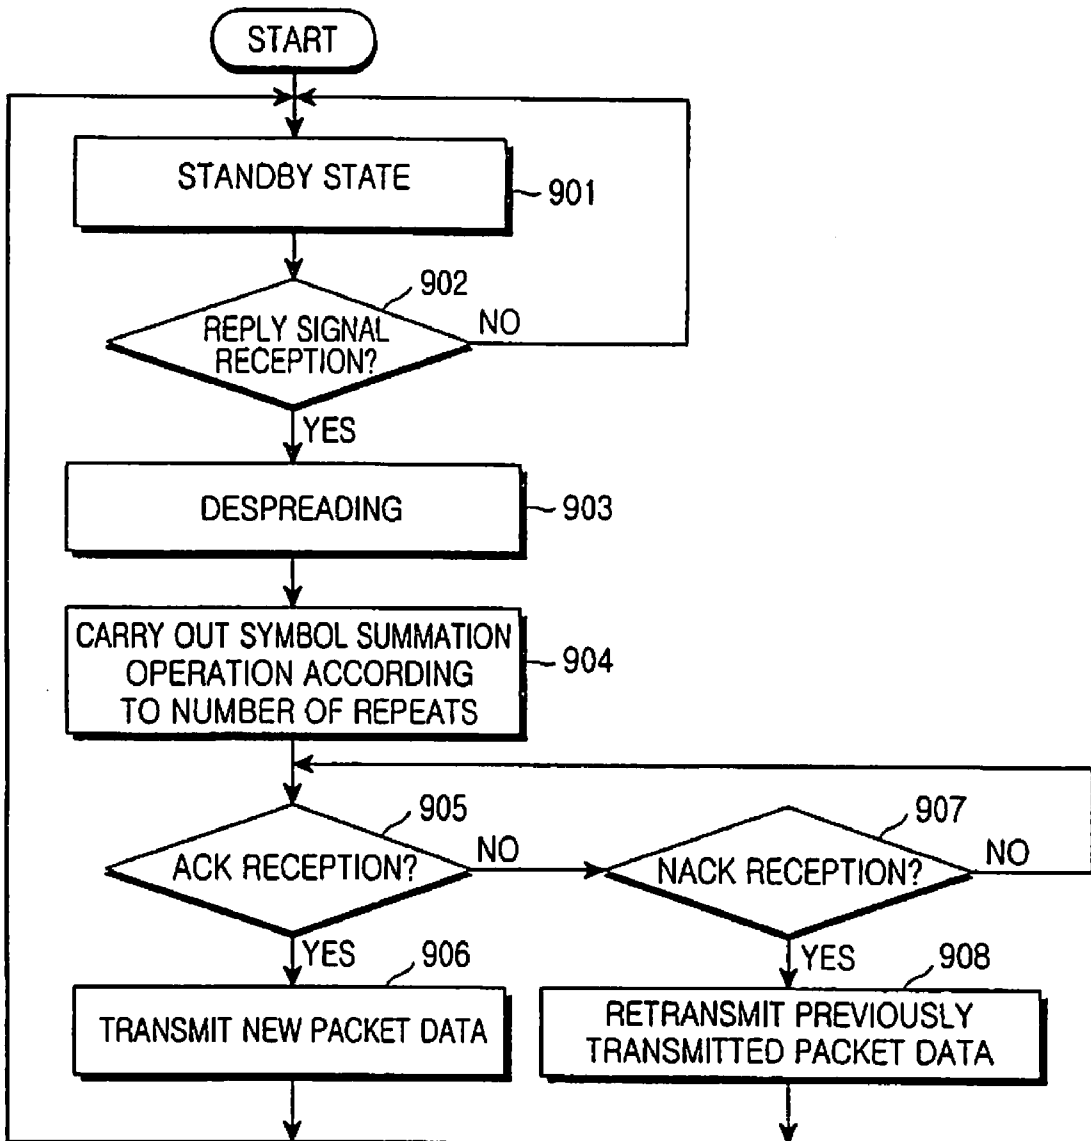 START
STANDBY STATE
901
902
REPLY SIGNAL
RECEPTION?
NO
YES
DESPREADING
903
CARRY OUT SYMBOL SUMMATION
OPERATION ACCORDING
TO NUMBER OF REPEATS
904
905
ACK RECEPTION?
NO
907
NACK RECEPTION?
NO
YES
906
TRANSMIT NEW PACKET DATA
YES
908
RETRANSMIT PREVIOUSLY
TRANSMITTED PACKET DATA